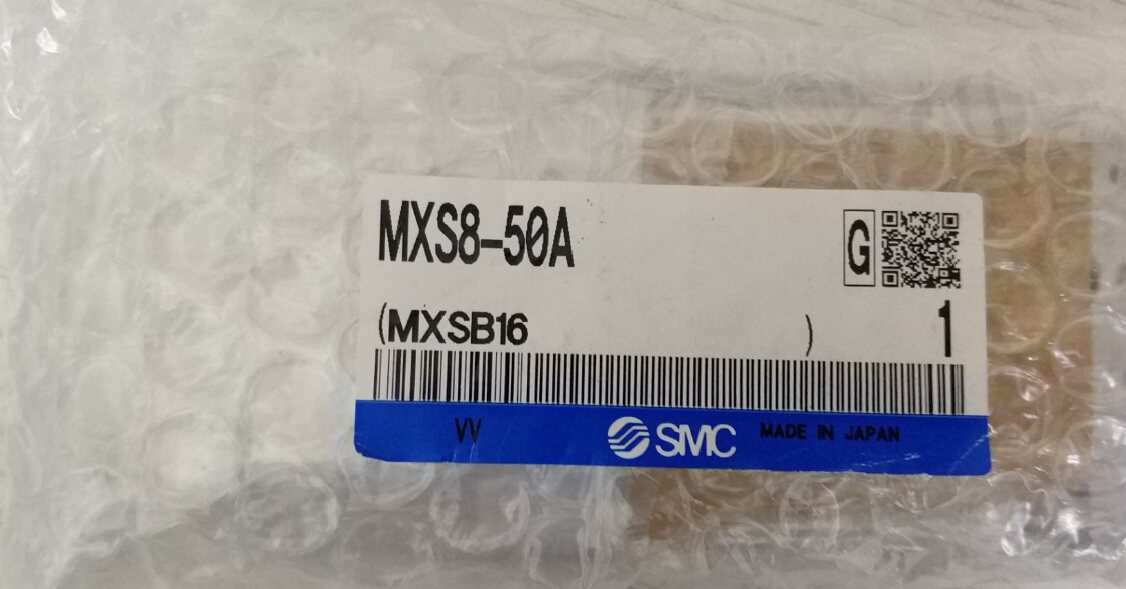 MXS8-50A
G
(MXSB16 )
1
VV
SMC
MADE IN JAPAN